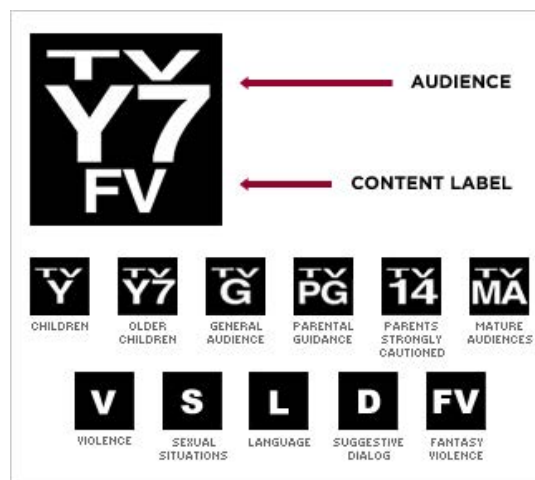 TV
Y7
FV
AUDIENCE
CONTENT LABEL
TV
Y
CHILDREN
TV
Y7
OLDER
CHILDREN
TV
G
GENERAL
AUDIENCE
TV
PG
PARENTAL
GUIDANCE
TV
14
PARENTS
STRONGLY
CAUTIONED
TV
MA
MATURE
AUDIENCES
V
VIOLENCE
S
SEXUAL
SITUATIONS
L
LANGUAGE
D
SUGGESTIVE
DIALOG
FV
FANTASY
VIOLENCE